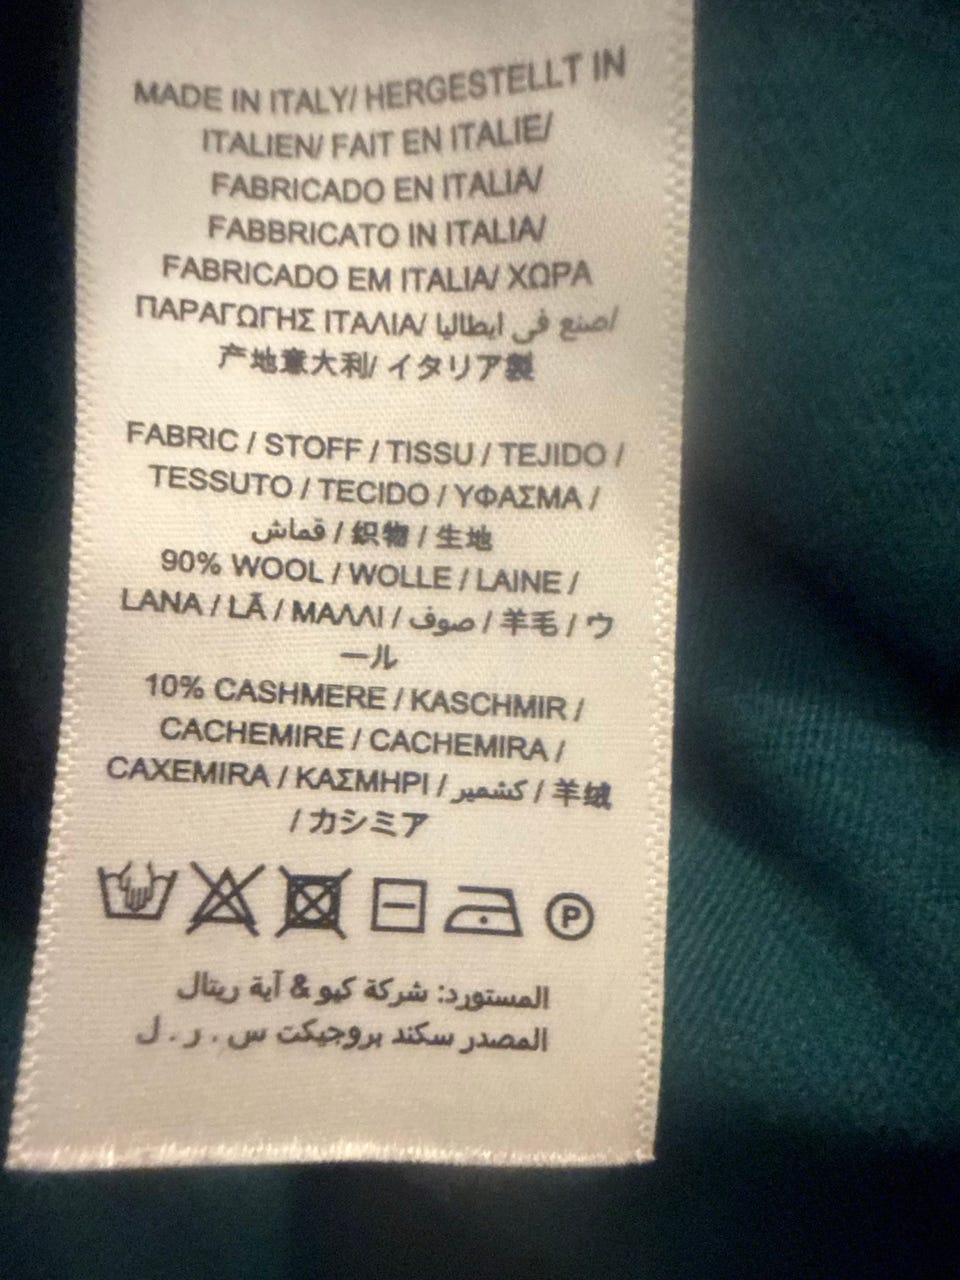 MADE IN ITALY/ HERGESTELLT IN
ITALIEN/ FAIT EN ITALIE/
FABRICADO EN ITALIA/
FABBRICATO IN ITALIA/
FABRICADO EM ITALIA/ ΧΩΡΑ
ΠΑΡΑΓΩΓΗΣ ΙΤΑΛΙΑ/ صنع في ايطاليا/
产地意大利/ イタリア製
FABRIC / STOFF / TISSU / TEJIDO /
TESSUTO / TECIDO / ΥΦΑΣΜΑ /
قماش / 织物 / 生地
90% WOOL / WOLLE / LAINE /
LANA / LÃ / ΜΑΛΛΙ / صوف / 羊毛 / ウ
ール
10% CASHMERE / KASCHMIR /
CACHEMIRE / CACHEMIRA /
CAXEMIRA / ΚΑΣΜΗΡΙ / كشمير / 羊绒
/ カシミア
P
المستورد: شركة كيو & آية ريتال
المصدر سكند بروجيكت س . ر . ل